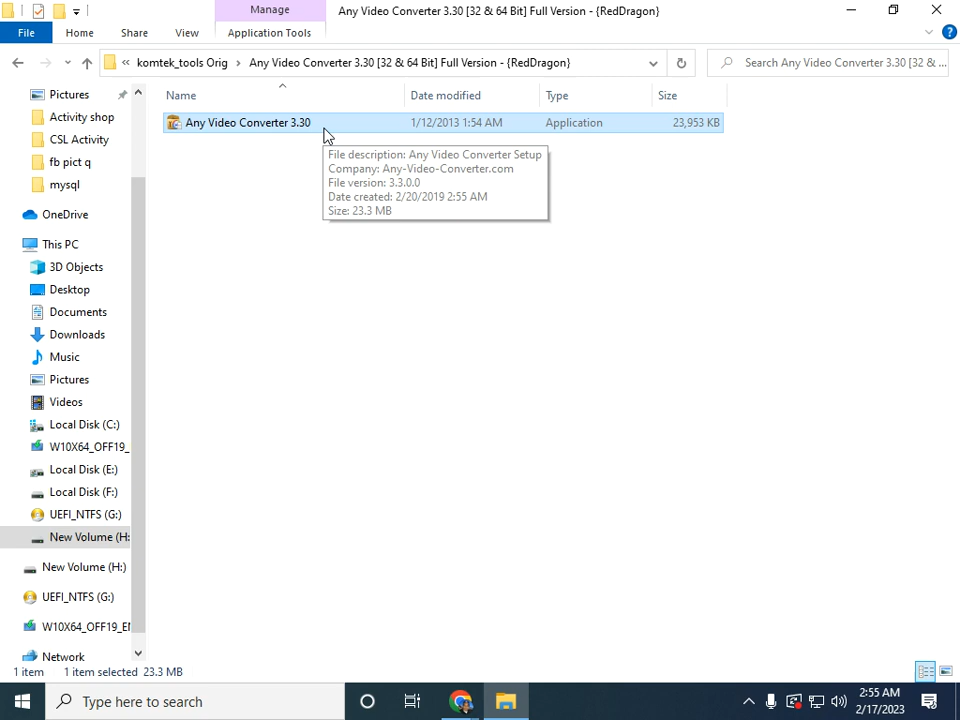 Manage
Any Video Converter 3.30 [32 & 64 Bit] Full Version - {RedDragon}
File
Home
Share
View
Application Tools
« komtek_tools Orig › Any Video Converter 3.30 [32 & 64 Bit] Full Version - {RedDragon}
Search Any Video Converter 3.30 [32 & ...
Name
Date modified
Type
Size
Any Video Converter 3.30
1/12/2013 1:54 AM
Application
23,953 KB
File description: Any Video Converter Setup
Company: Any-Video-Converter.com
File version: 3.3.0.0
Date created: 2/20/2019 2:55 AM
Size: 23.3 MB
Pictures
Activity shop
CSL Activity
fb pict q
mysql
OneDrive
This PC
3D Objects
Desktop
Documents
Downloads
Music
Pictures
Videos
Local Disk (C:)
W10X64_OFF19_
Local Disk (E:)
Local Disk (F:)
UEFI_NTFS (G:)
New Volume (H:
New Volume (H:)
UEFI_NTFS (G:)
W10X64_OFF19_EN
Network
1 item
1 item selected 23.3 MB
Type here to search
2:55 AM
2/17/2023